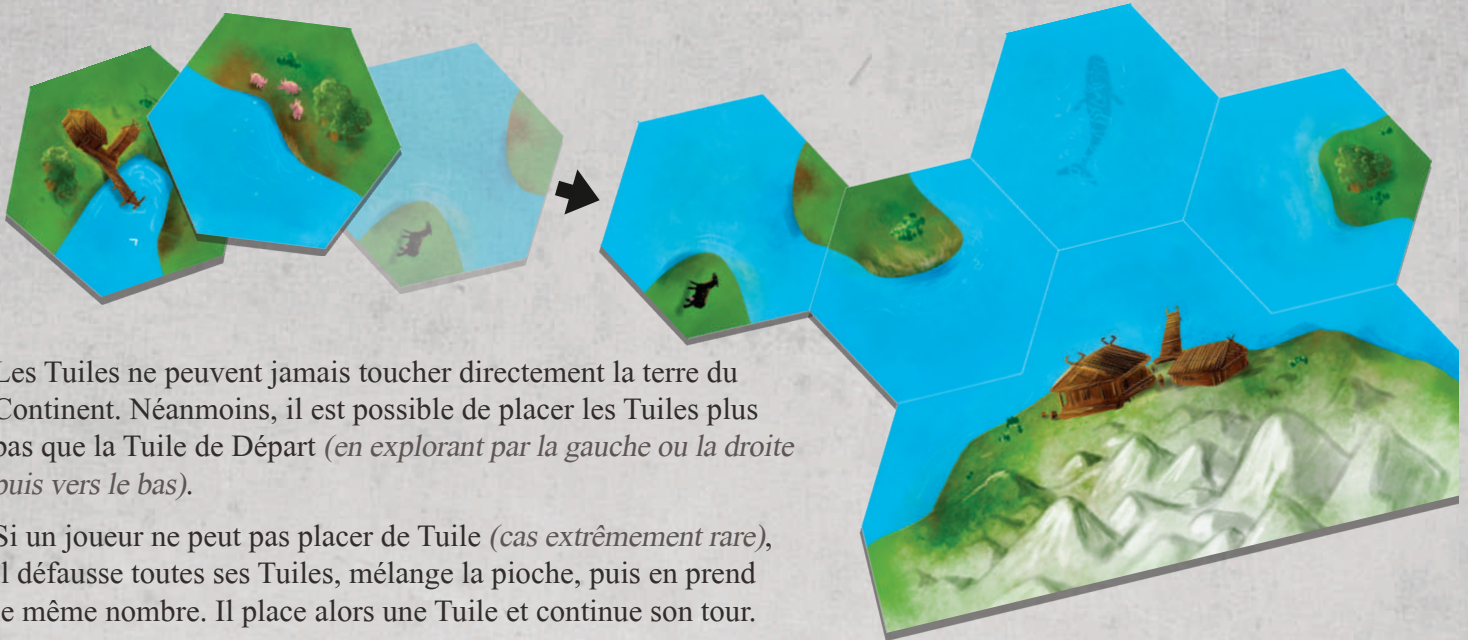 Les Tuiles ne peuvent jamais toucher directement la terre du
Continent. Néanmoins, il est possible de placer les Tuiles plus
bas que la Tuile de Départ (en explorant par la gauche ou la droite
puis vers le bas).
Si un joueur ne peut pas placer de Tuile (cas extrêmement rare),
il défausse toutes ses Tuiles, mélange la pioche, puis en prend
le même nombre. Il place alors une Tuile et continue son tour.